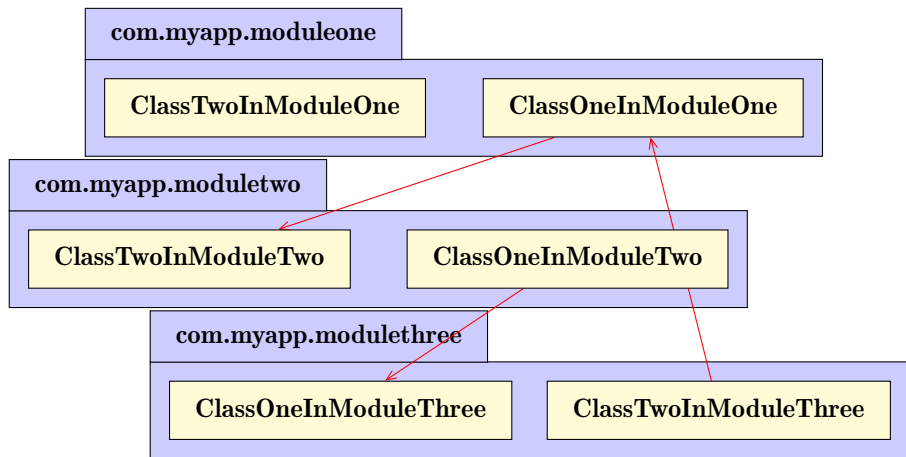 com.myapp.moduleone
ClassTwoInModuleOne
ClassOneInModuleOne
com.myapp.moduletwo
ClassTwoInModuleTwo
ClassOneInModuleTwo
com.myapp.modulethree
ClassOneInModuleThree
ClassTwoInModuleThree